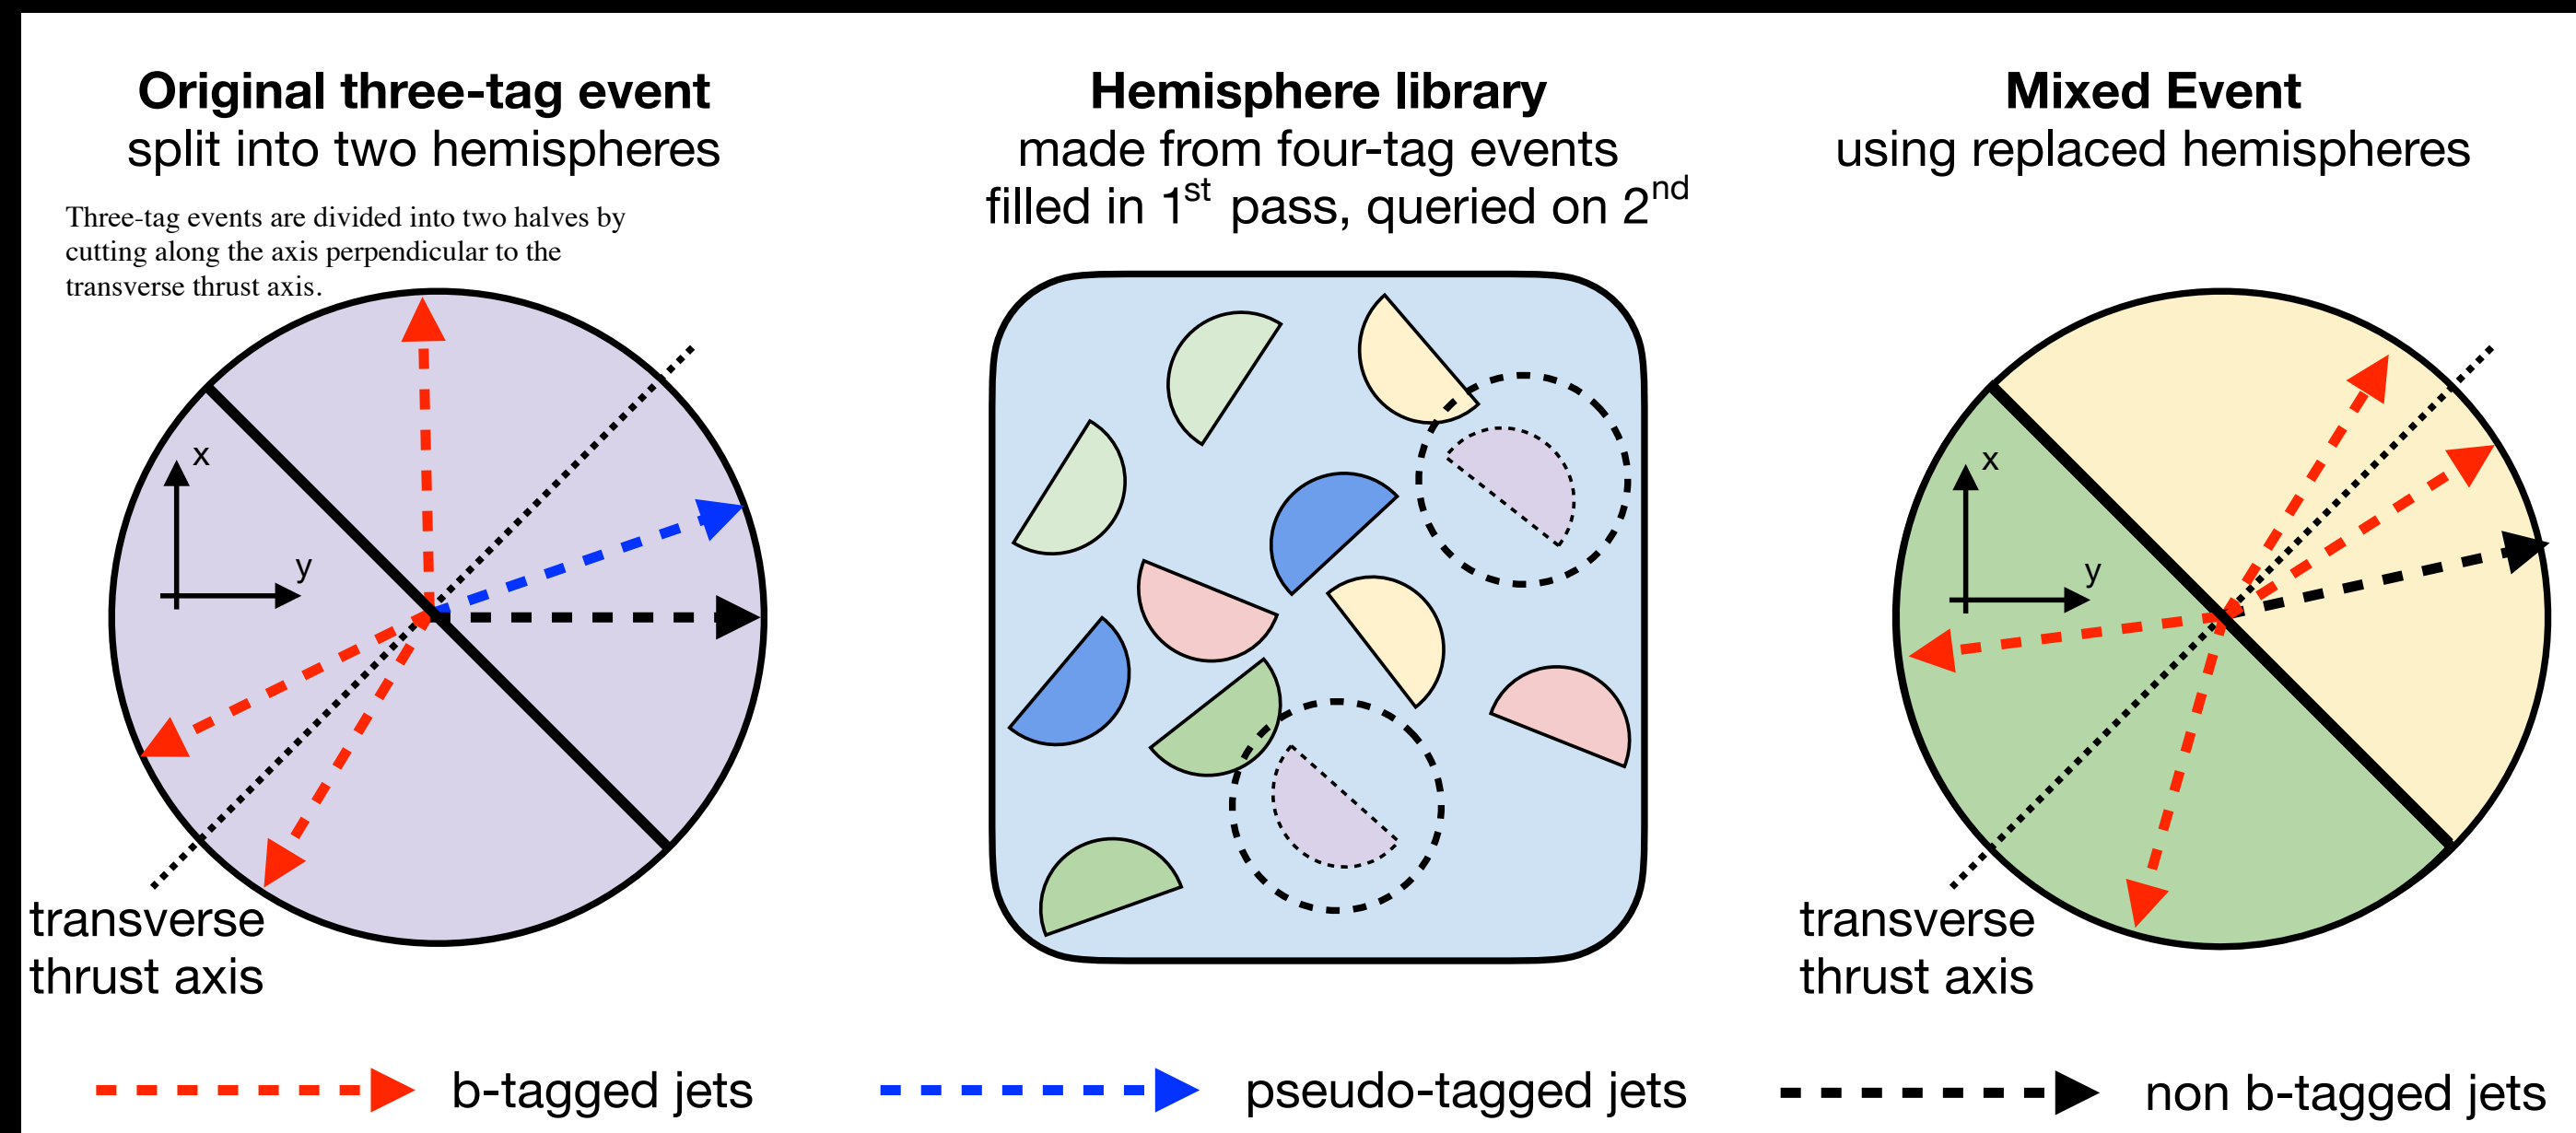 Original three-tag event
split into two hemispheres
Three-tag events are divided into two halves by
cutting along the axis perpendicular to the
transverse thrust axis.
x
y
transverse
thrust axis
Hemisphere library
made from four-tag events
filled in 1st pass, queried on 2nd
Mixed Event
using replaced hemispheres
x
y
transverse
thrust axis
b-tagged jets
pseudo-tagged jets
non b-tagged jets